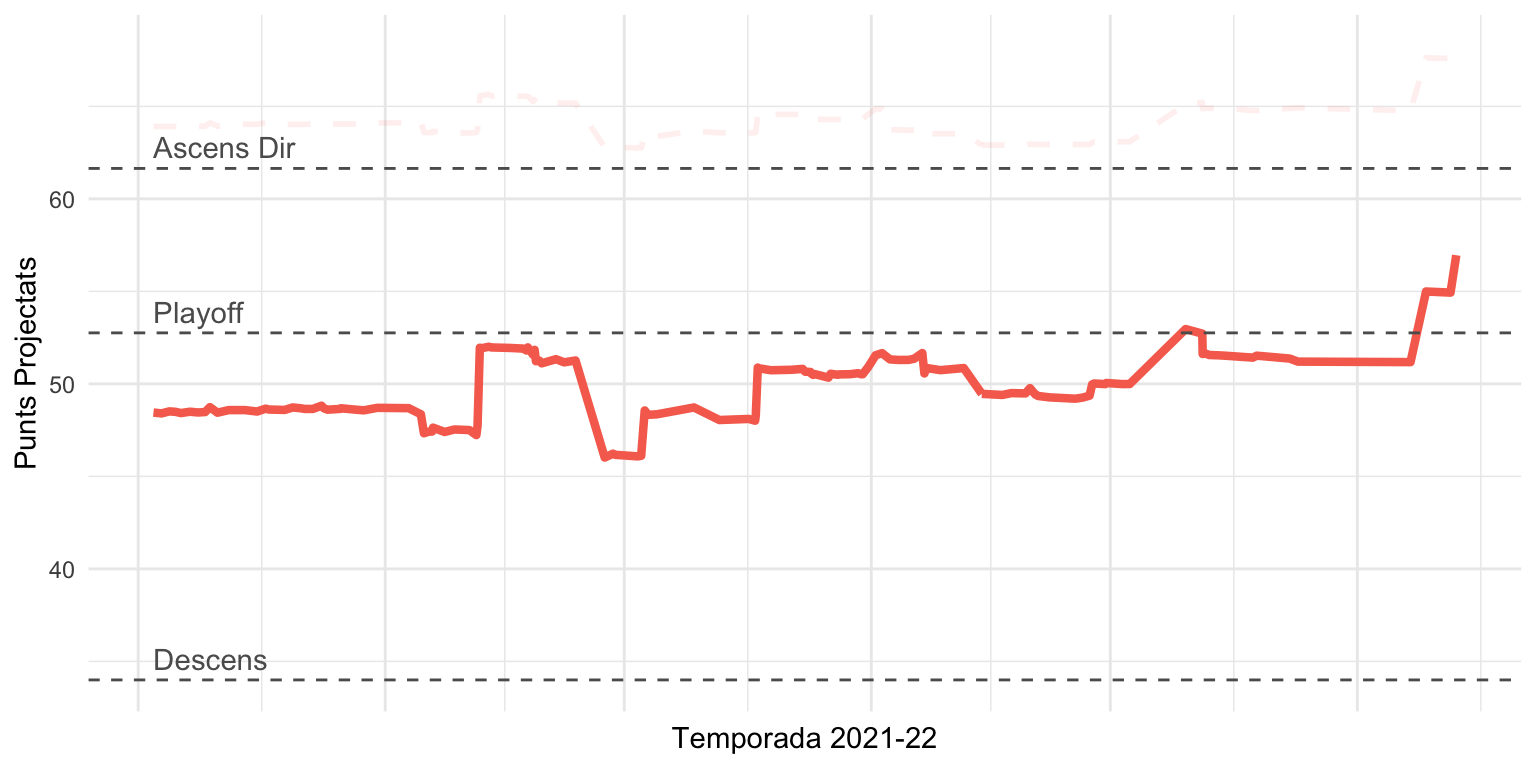 Ascens Dir
60
Playoff
50
40
Descens
Punts Projectats
Temporada 2021-22